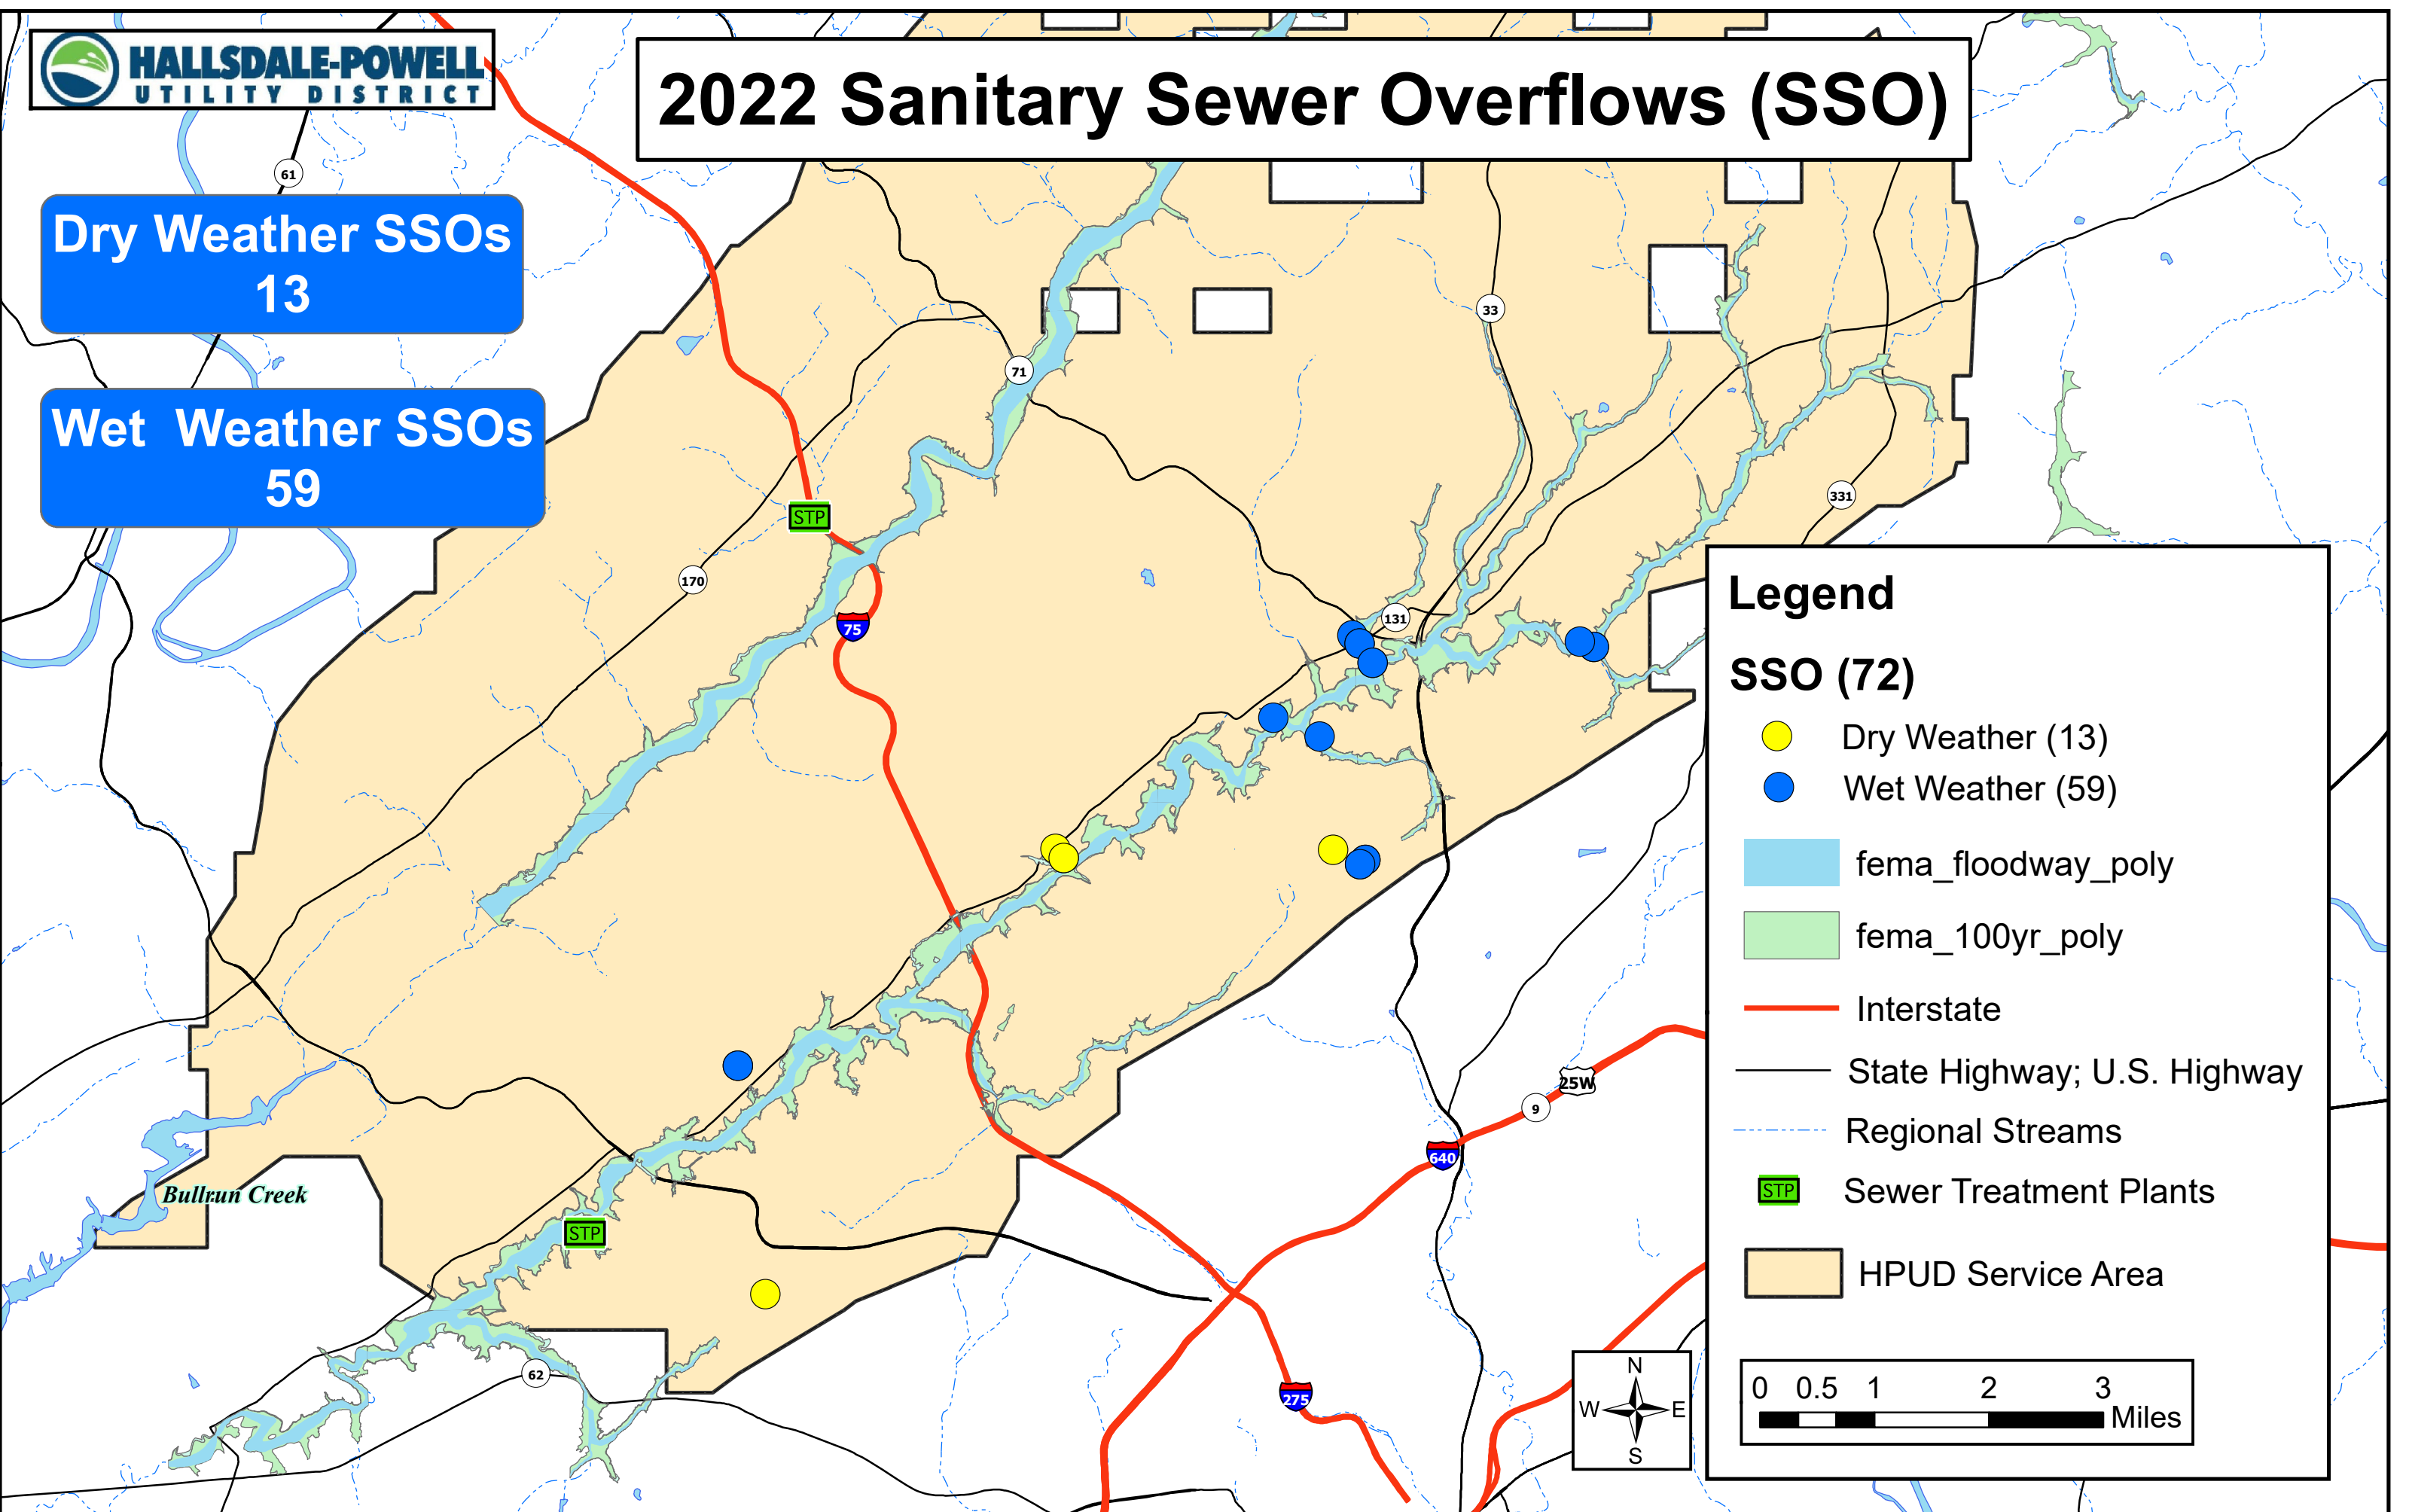 HALLSDALE-POWELL
UTILITY DISTRICT
2022 Sanitary Sewer Overflows (SSO)
61
Dry Weather SSOs
13
Wet  Weather SSOs
59
33
71
331
STP
170
75
131
Legend
SSO (72)
Dry Weather (13)
Wet Weather (59)
fema_floodway_poly
fema_100yr_poly
Interstate
State Highway; U.S. Highway
Regional Streams
STP Sewer Treatment Plants
HPUD Service Area
25W
9
640
Bullrun Creek
STP
62
275
N
W E
S
0 0.5 1 2 3
Miles